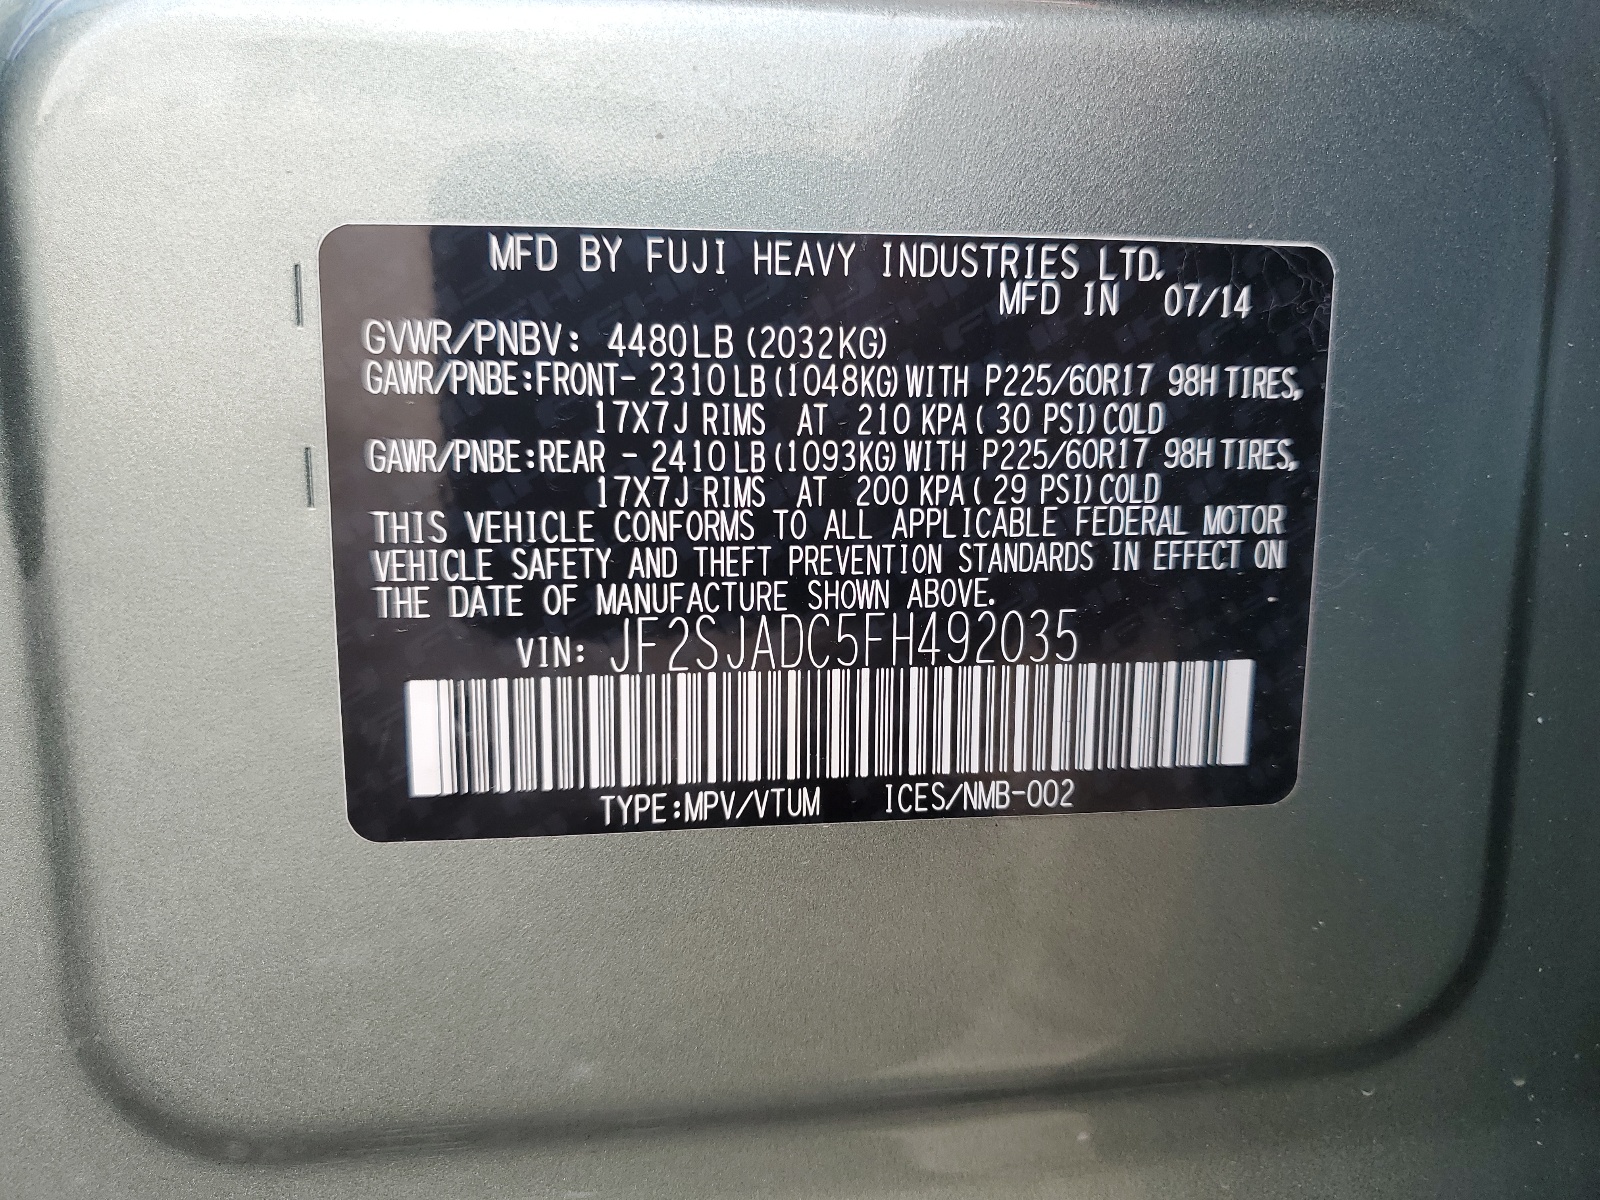 MFD BY FUJI HEAVY INDUSTRIES LTD.
MFD IN 07/14
GVWR/PNBV: 4480LB (2032KG)
GAWR/PNBE:FRONT- 2310LB (1048KG) WITH P225/60R17 98H TIRES,
17X7J RIMS AT 210 KPA ( 30 PSI) COLD
GAWR/PNBE:REAR - 2410LB (1093KG) WITH P225/60R17 98H TIRES,
17X7J RIMS AT 200 KPA ( 29 PSI) COLD
THIS VEHICLE CONFORMS TO ALL APPLICABLE FEDERAL MOTOR
VEHICLE SAFETY AND THEFT PREVENTION STANDARDS IN EFFECT ON
THE DATE OF MANUFACTURE SHOWN ABOVE.
VIN: JF2SJADC5FH492035
TYPE:MPV/VTUM ICES/NMB-002